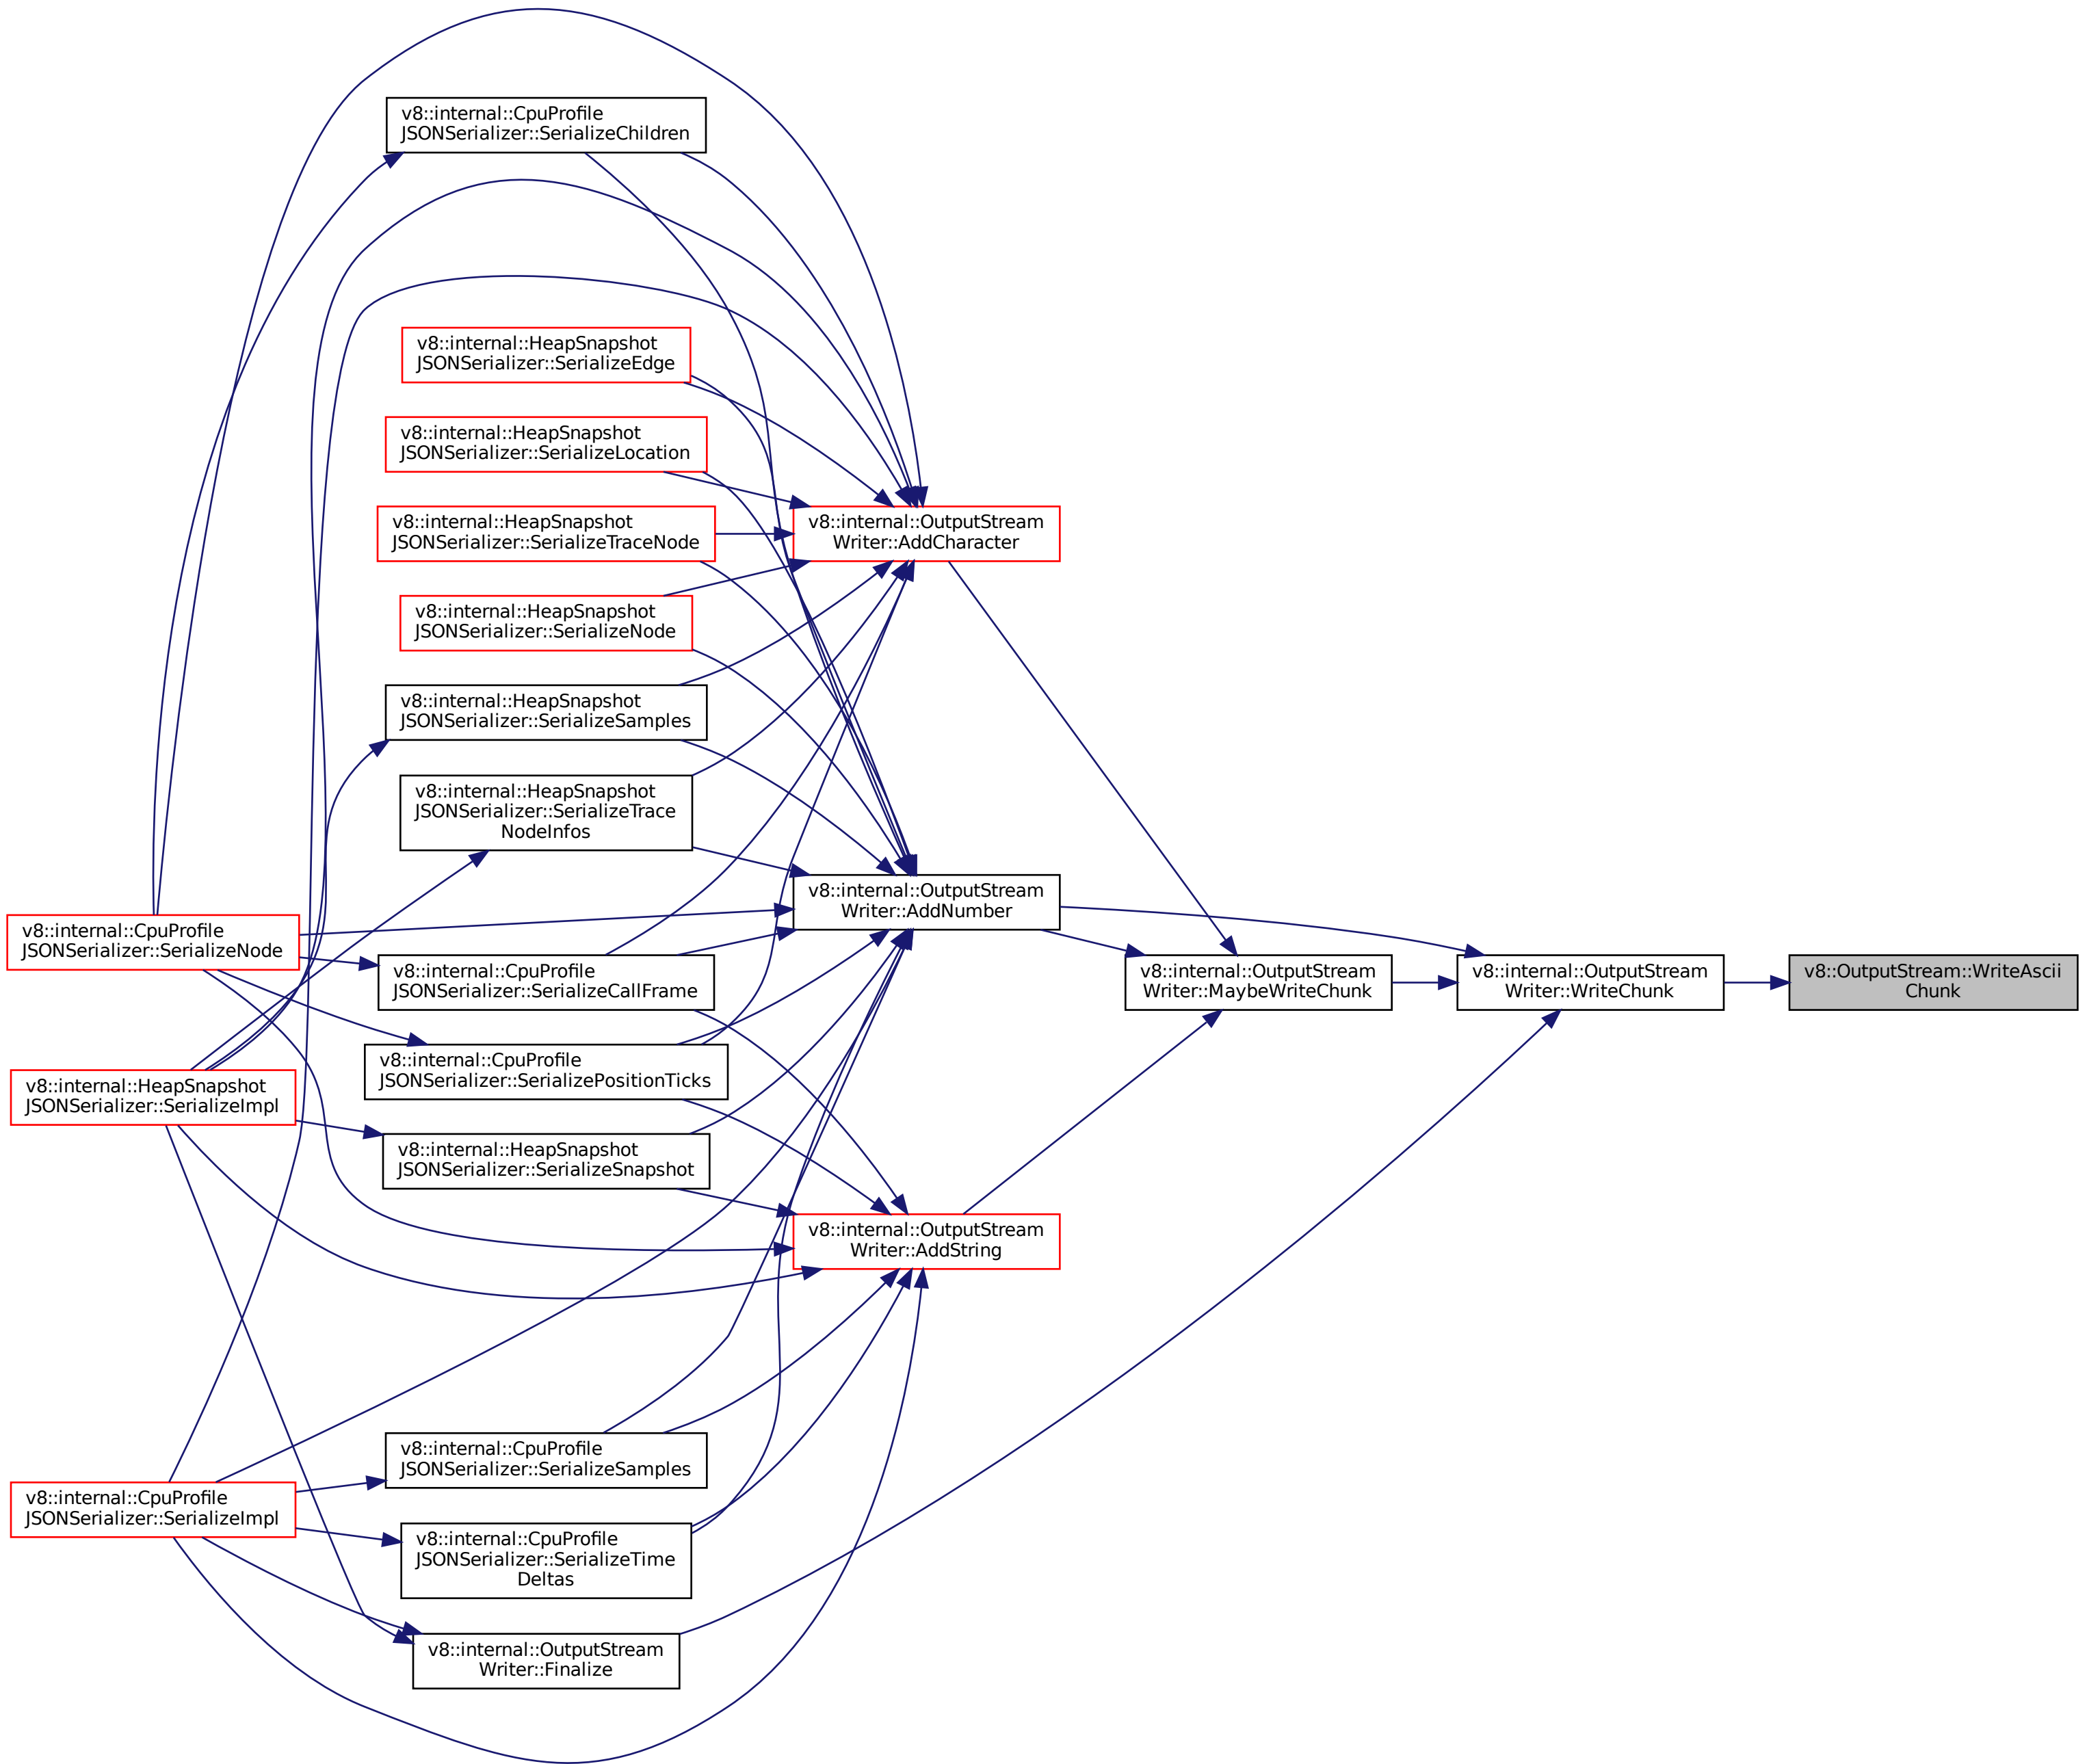 v8::internal::CpuProfile
JSONSerializer::SerializeChildren
v8::internal::HeapSnapshot
JSONSerializer::SerializeEdge
v8::internal::HeapSnapshot
JSONSerializer::SerializeLocation
v8::internal::HeapSnapshot
JSONSerializer::SerializeTraceNode
v8::internal::OutputStream
Writer::AddCharacter
v8::internal::HeapSnapshot
JSONSerializer::SerializeNode
v8::internal::HeapSnapshot
JSONSerializer::SerializeSamples
v8::internal::HeapSnapshot
JSONSerializer::SerializeTrace
NodeInfos
v8::internal::OutputStream
Writer::AddNumber
v8::internal::CpuProfile
JSONSerializer::SerializeNode
v8::internal::CpuProfile
JSONSerializer::SerializeCallFrame
v8::internal::OutputStream
Writer::MaybeWriteChunk
v8::internal::OutputStream
Writer::WriteChunk
v8::OutputStream::WriteAscii
Chunk
v8::internal::CpuProfile
JSONSerializer::SerializePositionTicks
v8::internal::HeapSnapshot
JSONSerializer::SerializeImpl
v8::internal::HeapSnapshot
JSONSerializer::SerializeSnapshot
v8::internal::OutputStream
Writer::AddString
v8::internal::CpuProfile
JSONSerializer::SerializeSamples
v8::internal::CpuProfile
JSONSerializer::SerializeImpl
v8::internal::CpuProfile
JSONSerializer::SerializeTime
Deltas
v8::internal::OutputStream
Writer::Finalize